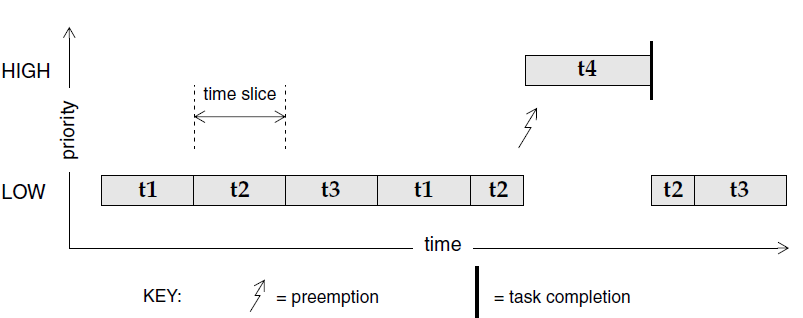 HIGH
t4
time slice
priority
LOW
t1 t2 t3 t1 t2 t2 t3
time
KEY: = preemption = task completion